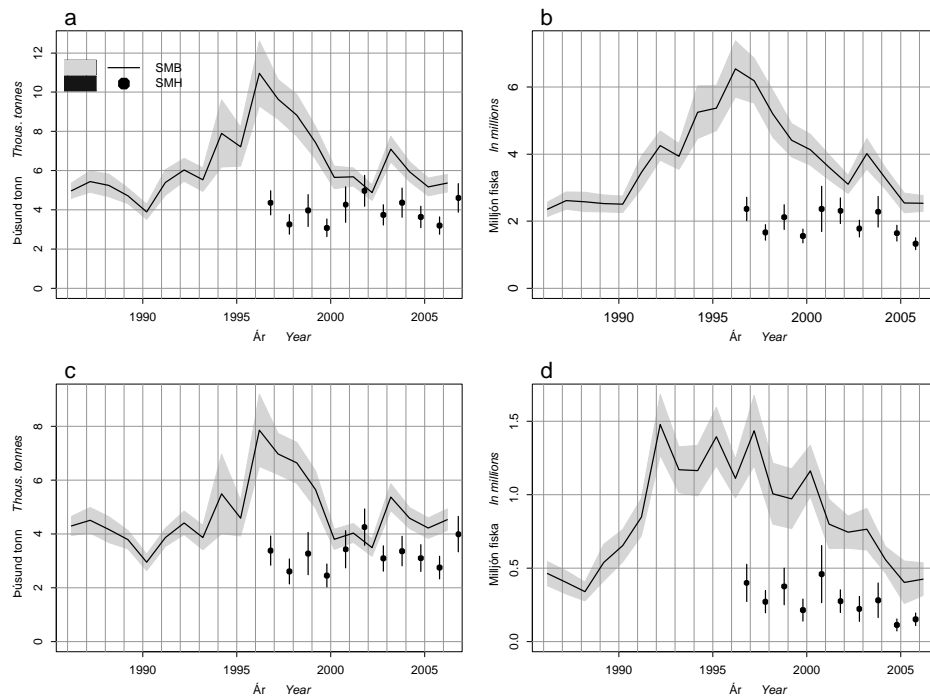 a
Þúsund tonn Thous. tonnes
0 2 4 6 8 10 12
SMB
SMH
1990 1995 2000 2005
Ár Year
b
Milljón fiska In millions
0 2 4 6
1990 1995 2000 2005
Ár Year
c
Þúsund tonn Thous. tonnes
0 2 4 6 8
1990 1995 2000 2005
Ár Year
d
Milljón fiska In millions
0.0 0.5 1.0 1.5
1990 1995 2000 2005
Ár Year